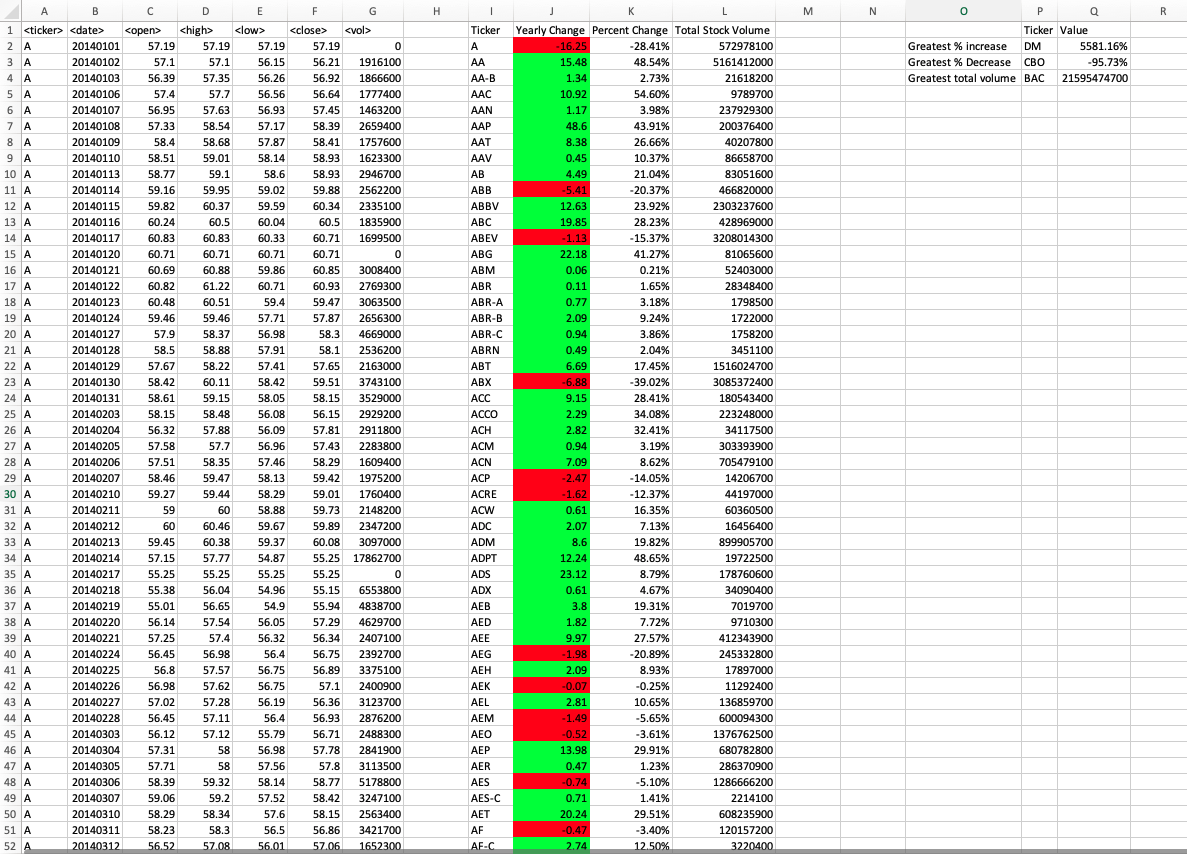 A B C D E F G H I J K L M N O P Q R
1 <ticker> <date> <open> <high> <low> <close> <vol> Ticker Yearly Change Percent Change Total Stock Volume Ticker Value
2 A 20140101 57.19 57.19 57.19 57.19 0 A -16.25 -28.41% 572978100 Greatest % increase DM 5581.16%
3 A 20140102 57.1 57.1 56.15 56.21 1916100 AA 15.48 48.54% 5161412000 Greatest % Decrease CBO -95.73%
4 A 20140103 56.39 57.35 56.26 56.92 1866600 AA-B 1.34 2.73% 21618200 Greatest total volume BAC 21595474700
5 A 20140106 57.4 57.7 56.56 56.64 1777400 AAC 10.92 54.60% 9789700
6 A 20140107 56.95 57.63 56.93 57.45 1463200 AAN 1.17 3.98% 237929300
7 A 20140108 57.33 58.54 57.17 58.39 2659400 AAP 48.6 43.91% 200376400
8 A 20140109 58.4 58.68 57.87 58.41 1757600 AAT 8.38 26.66% 40207800
9 A 20140110 58.51 59.01 58.14 58.93 1623300 AAV 0.45 10.37% 86658700
10 A 20140113 58.77 59.1 58.6 58.93 2946700 AB 4.49 21.04% 83051600
11 A 20140114 59.16 59.95 59.02 59.88 2562200 ABB -5.41 -20.37% 466820000
12 A 20140115 59.82 60.37 59.59 60.34 2335100 ABBV 12.63 23.92% 2303237600
13 A 20140116 60.24 60.5 60.04 60.5 1835900 ABC 19.85 28.23% 428969000
14 A 20140117 60.83 60.83 60.33 60.71 1699500 ABEV -1.13 -15.37% 3208014300
15 A 20140120 60.71 60.71 60.71 60.71 0 ABG 22.18 41.27% 81065600
16 A 20140121 60.69 60.88 59.86 60.85 3008400 ABM 0.06 0.21% 52403000
17 A 20140122 60.82 61.22 60.71 60.93 2769300 ABR 0.11 1.65% 28348400
18 A 20140123 60.48 60.51 59.4 59.47 3063500 ABR-A 0.77 3.18% 1798500
19 A 20140124 59.46 59.46 57.71 57.87 2656300 ABR-B 2.09 9.24% 1722000
20 A 20140127 57.9 58.37 56.98 58.3 4669000 ABR-C 0.94 3.86% 1758200
21 A 20140128 58.5 58.88 57.91 58.1 2536200 ABRN 0.49 2.04% 3451100
22 A 20140129 57.67 58.22 57.41 57.65 2163000 ABT 6.69 17.45% 1516024700
23 A 20140130 58.42 60.11 58.42 59.51 3743100 ABX -6.88 -39.02% 3085372400
24 A 20140131 58.61 59.15 58.05 58.15 3529000 ACC 9.15 28.41% 180543400
25 A 20140203 58.15 58.48 56.08 56.15 2929200 ACCO 2.29 34.08% 223248000
26 A 20140204 56.32 57.88 56.09 57.81 2911800 ACH 2.82 32.41% 34117500
27 A 20140205 57.58 57.7 56.96 57.43 2283800 ACM 0.94 3.19% 303393900
28 A 20140206 57.51 58.35 57.46 58.29 1609400 ACN 7.09 8.62% 705479100
29 A 20140207 58.46 59.47 58.13 59.42 1975200 ACP -2.47 -14.05% 14206700
30 A 20140210 59.27 59.44 58.29 59.01 1760400 ACRE -1.62 -12.37% 44197000
31 A 20140211 59 60 58.88 59.73 2148200 ACW 0.61 16.35% 60360500
32 A 20140212 60 60.46 59.67 59.89 2347200 ADC 2.07 7.13% 16456400
33 A 20140213 59.45 60.38 59.37 60.08 3097000 ADM 8.6 19.82% 899905700
34 A 20140214 57.15 57.77 54.87 55.25 17862700 ADPT 12.24 48.65% 19722500
35 A 20140217 55.25 55.25 55.25 55.25 0 ADS 23.12 8.79% 178760600
36 A 20140218 55.38 56.04 54.96 55.15 6553800 ADX 0.61 4.67% 34090400
37 A 20140219 55.01 56.65 54.9 55.94 4838700 AEB 3.8 19.31% 7019700
38 A 20140220 56.14 57.54 56.05 57.29 4629700 AED 1.82 7.72% 9710300
39 A 20140221 57.25 57.4 56.32 56.34 2407100 AEE 9.97 27.57% 412343900
40 A 20140224 56.45 56.98 56.4 56.75 2392700 AEG -1.98 -20.89% 245332800
41 A 20140225 56.8 57.57 56.75 56.89 3375100 AEH 2.09 8.93% 17897000
42 A 20140226 56.98 57.62 56.75 57.1 2400900 AEK -0.07 -0.25% 11292400
43 A 20140227 57.02 57.28 56.19 56.36 3123700 AEL 2.81 10.65% 136859700
44 A 20140228 56.45 57.11 56.4 56.93 2876200 AEM -1.49 -5.65% 600094300
45 A 20140303 56.12 57.12 55.79 56.71 2488300 AEO -0.52 -3.61% 1376762500
46 A 20140304 57.31 58 56.98 57.78 2841900 AEP 13.98 29.91% 680782800
47 A 20140305 57.71 58 57.56 57.8 3113500 AER 0.47 1.23% 286370900
48 A 20140306 58.39 59.32 58.14 58.77 5178800 AES -0.74 -5.10% 1286666200
49 A 20140307 59.06 59.2 57.52 58.42 3247100 AES-C 0.71 1.41% 2214100
50 A 20140310 58.29 58.34 57.6 58.15 2563400 AET 20.24 29.51% 608235900
51 A 20140311 58.23 58.3 56.5 56.86 3421700 AF -0.47 -3.40% 120157200
52 A 20140312 56.52 57.08 56.01 57.06 1652300 AF-C 2.74 12.50% 3220400